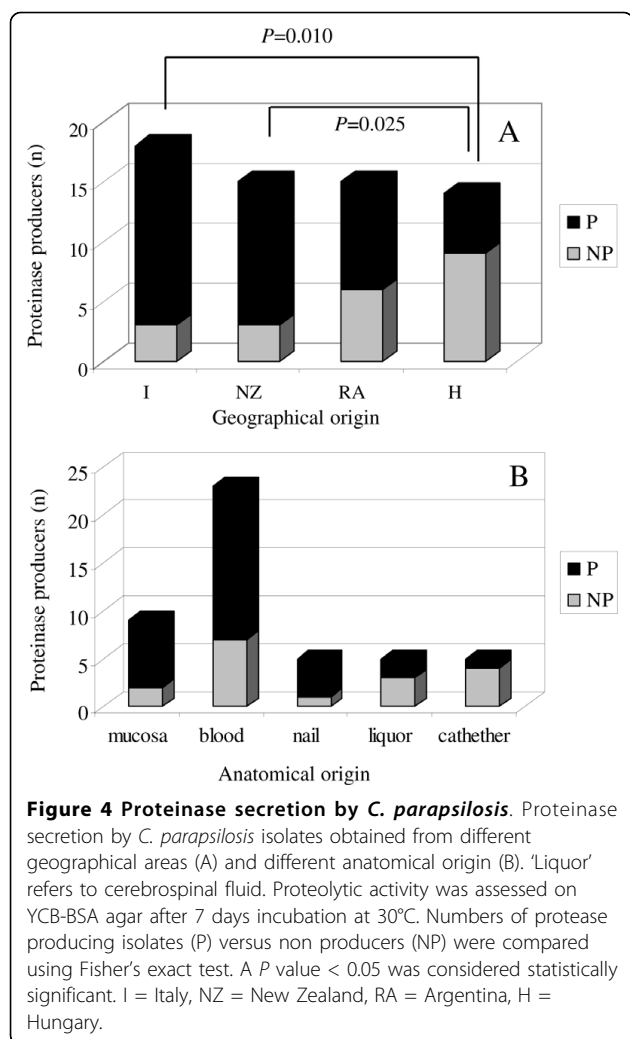 P=0.010
P=0.025
A
Proteinase producers (n)
20
15
10
5
0
I NZ RA H
Geographical origin
P
NP
B
Proteinase producers (n)
25
20
15
10
5
0
mucosa blood nail liquor cathether
Anatomical origin
P
NP
Figure 4 Proteinase secretion by C. parapsilosis. Proteinase
secretion by C. parapsilosis isolates obtained from different
geographical areas (A) and different anatomical origin (B). 'Liquor'
refers to cerebrospinal fluid. Proteolytic activity was assessed on
YCB-BSA agar after 7 days incubation at 30°C. Numbers of protease
producing isolates (P) versus non producers (NP) were compared
using Fisher's exact test. A P value < 0.05 was considered statistically
significant. I = Italy, NZ = New Zealand, RA = Argentina, H =
Hungary.